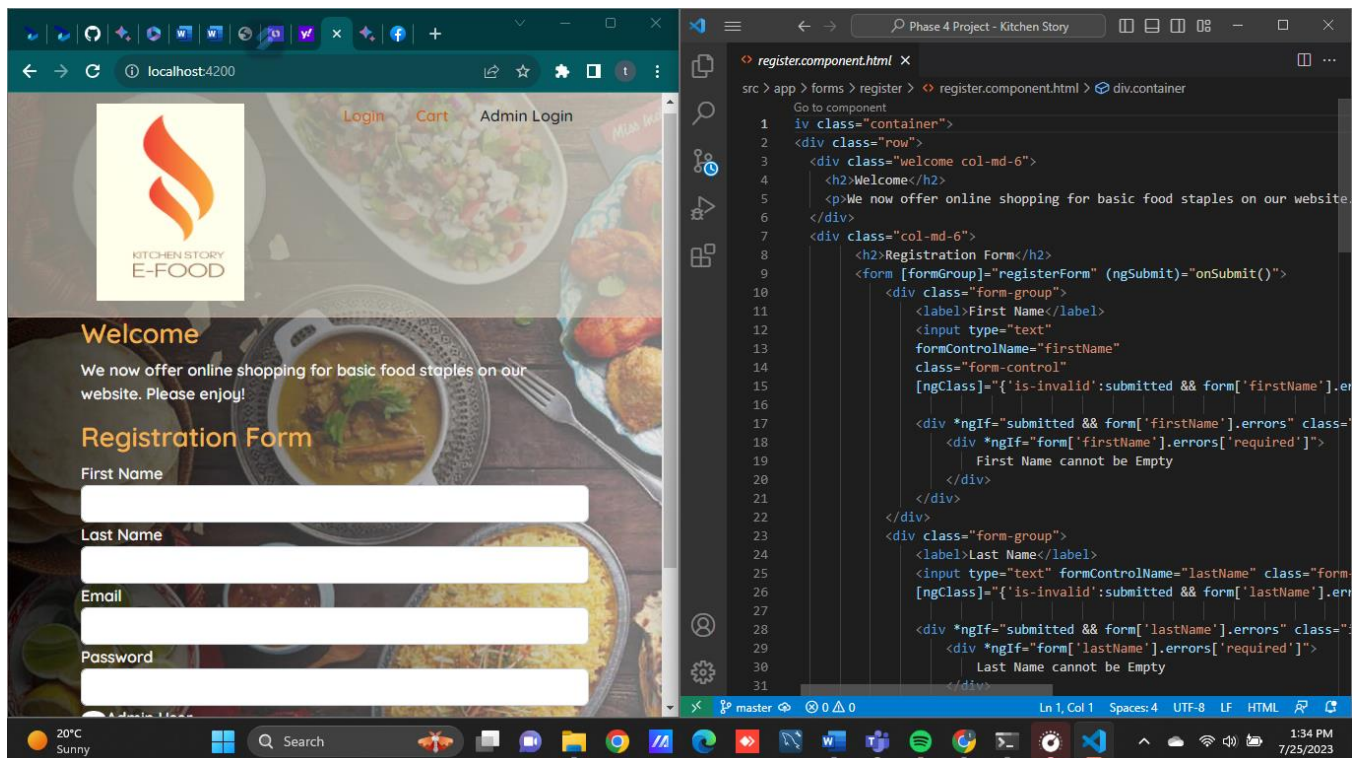 localhost:4200
Login Cart Admin Login
KITCHEN STORY
E-FOOD
Welcome
We now offer online shopping for basic food staples on our
website. Please enjoy!
Registration Form
First Name
Last Name
Email
Password
Admin User
Phase 4 Project - Kitchen Story
<> register.component.html
src > app > forms > register > <> register.component.html > div.container
Go to component
1 iv class="container">
2 <div class="row">
3 <div class="welcome col-md-6">
4 <h2>Welcome</h2>
5 <p>We now offer online shopping for basic food staples on our website.
6 </div>
7 <div class="col-md-6">
8 <h2>Registration Form</h2>
9 <form [formGroup]="registerForm" (ngSubmit)="onSubmit()">
10 <div class="form-group">
11 <label>First Name</label>
12 <input type="text"
13 formControlName="firstName"
14 class="form-control"
15 [ngClass]="{'is-invalid':submitted && form['firstName'].er
16
17 <div *ngIf="submitted && form['firstName'].errors" class="
18 <div *ngIf="form['firstName'].errors['required']">
19 First Name cannot be Empty
20 </div>
21 </div>
22 </div>
23 <div class="form-group">
24 <label>Last Name</label>
25 <input type="text" formControlName="lastName" class="form-
26 [ngClass]="{'is-invalid':submitted && form['lastName'].err
27
28 <div *ngIf="submitted && form['lastName'].errors" class="i
29 <div *ngIf="form['lastName'].errors['required']">
30 Last Name cannot be Empty
31 </div>
master 0 0 Ln 1, Col 1 Spaces: 4 UTF-8 LF HTML
20°C
Sunny
Search
1:34 PM
7/25/2023